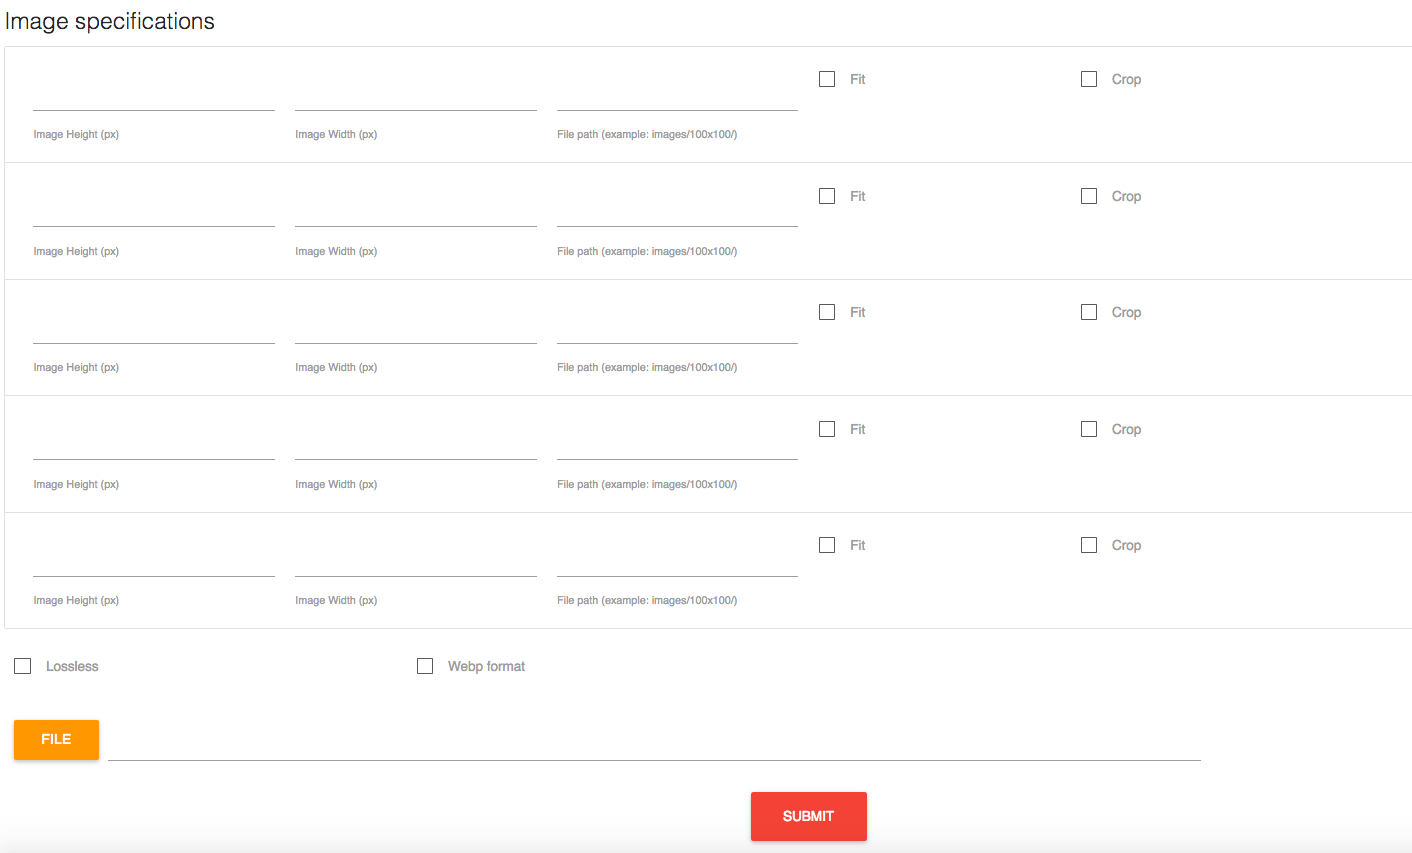 Image specifications
Fit Crop
Image Height (px) Image Width (px) File path (example: images/100x100/)
Fit Crop
Image Height (px) Image Width (px) File path (example: images/100x100/)
Fit Crop
Image Height (px) Image Width (px) File path (example: images/100x100/)
Fit Crop
Image Height (px) Image Width (px) File path (example: images/100x100/)
Fit Crop
Image Height (px) Image Width (px) File path (example: images/100x100/)
Lossless Webp format
FILE
SUBMIT